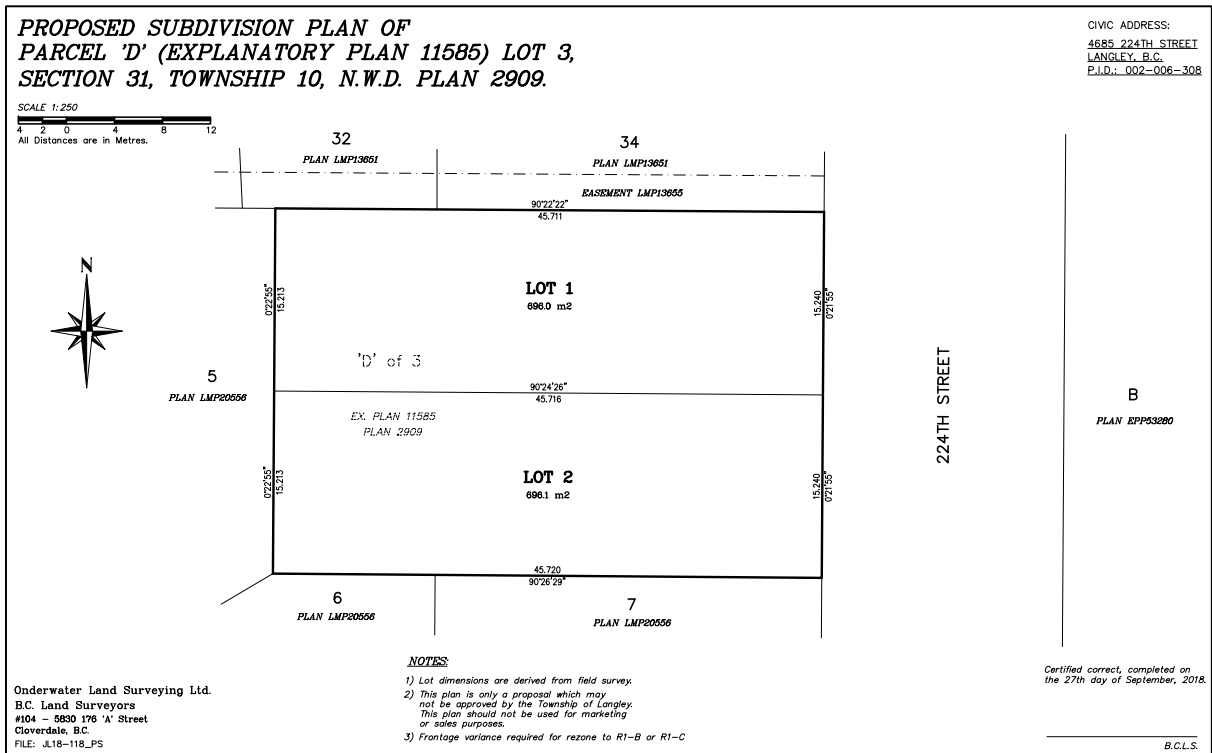 PROPOSED SUBDIVISION PLAN OF
PARCEL 'D' (EXPLANATORY PLAN 11585) LOT 3,
SECTION 31, TOWNSHIP 10, N.W.D. PLAN 2909.
CIVIC ADDRESS:
4685 224TH STREET
LANGLEY, B.C.
P.I.D.: 002-006-308
SCALE 1:250
4 2 0 4 8 12
All Distances are in Metres.
32
PLAN LMP13651
34
PLAN LMP13651
EASEMENT LMP13655
90°22'22"
45.711
N
LOT 1
696.0 m2
0°22'55"
15.213
15.240
0°21'55"
'D' of 3
5
PLAN LMP20556
90°24'26"
45.716
EX. PLAN 11585
PLAN 2909
224TH STREET
B
PLAN EPP53280
LOT 2
696.1 m2
0°22'55"
15.213
15.240
0°21'55"
45.720
90°26'29"
6
PLAN LMP20556
7
PLAN LMP20556
NOTES:
1) Lot dimensions are derived from field survey.
2) This plan is only a proposal which may
not be approved by the Township of Langley.
This plan should not be used for marketing
or sales purposes.
3) Frontage variance required for rezone to R1-B or R1-C
Onderwater Land Surveying Ltd.
B.C. Land Surveyors
#104 - 5830 176 'A' Street
Cloverdale, B.C.
FILE: JL18-118_PS
Certified correct, completed on
the 27th day of September, 2018.
B.C.L.S.